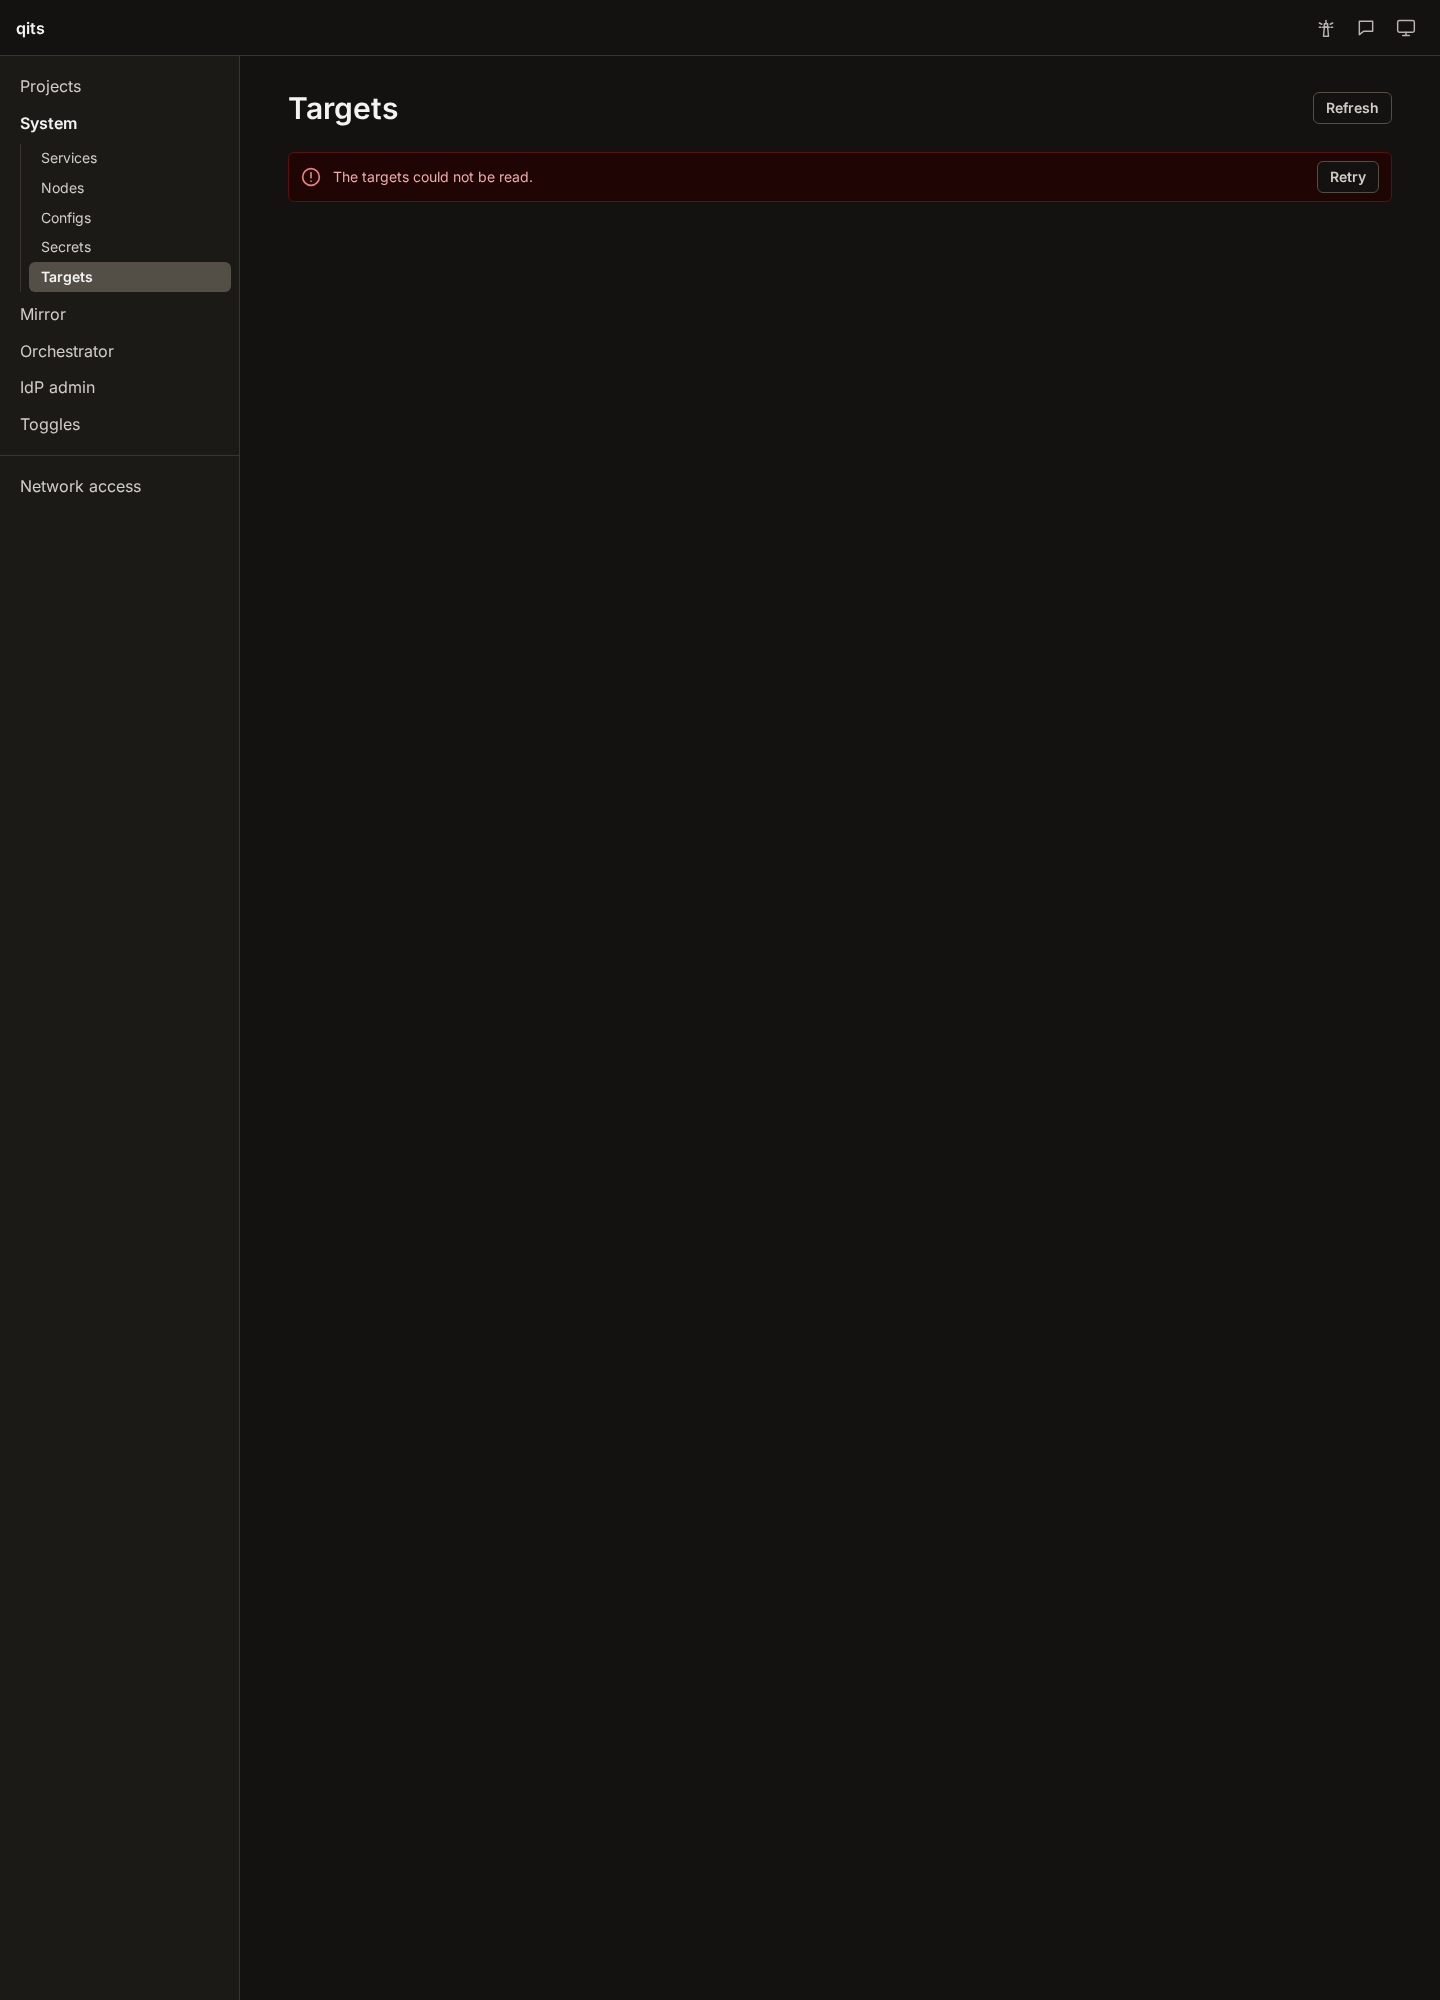 qits
Projects
System
Services
Nodes
Configs
Secrets
Targets
Mirror
Orchestrator
IdP admin
Toggles
Network access
Targets
Refresh
The targets could not be read.
Retry